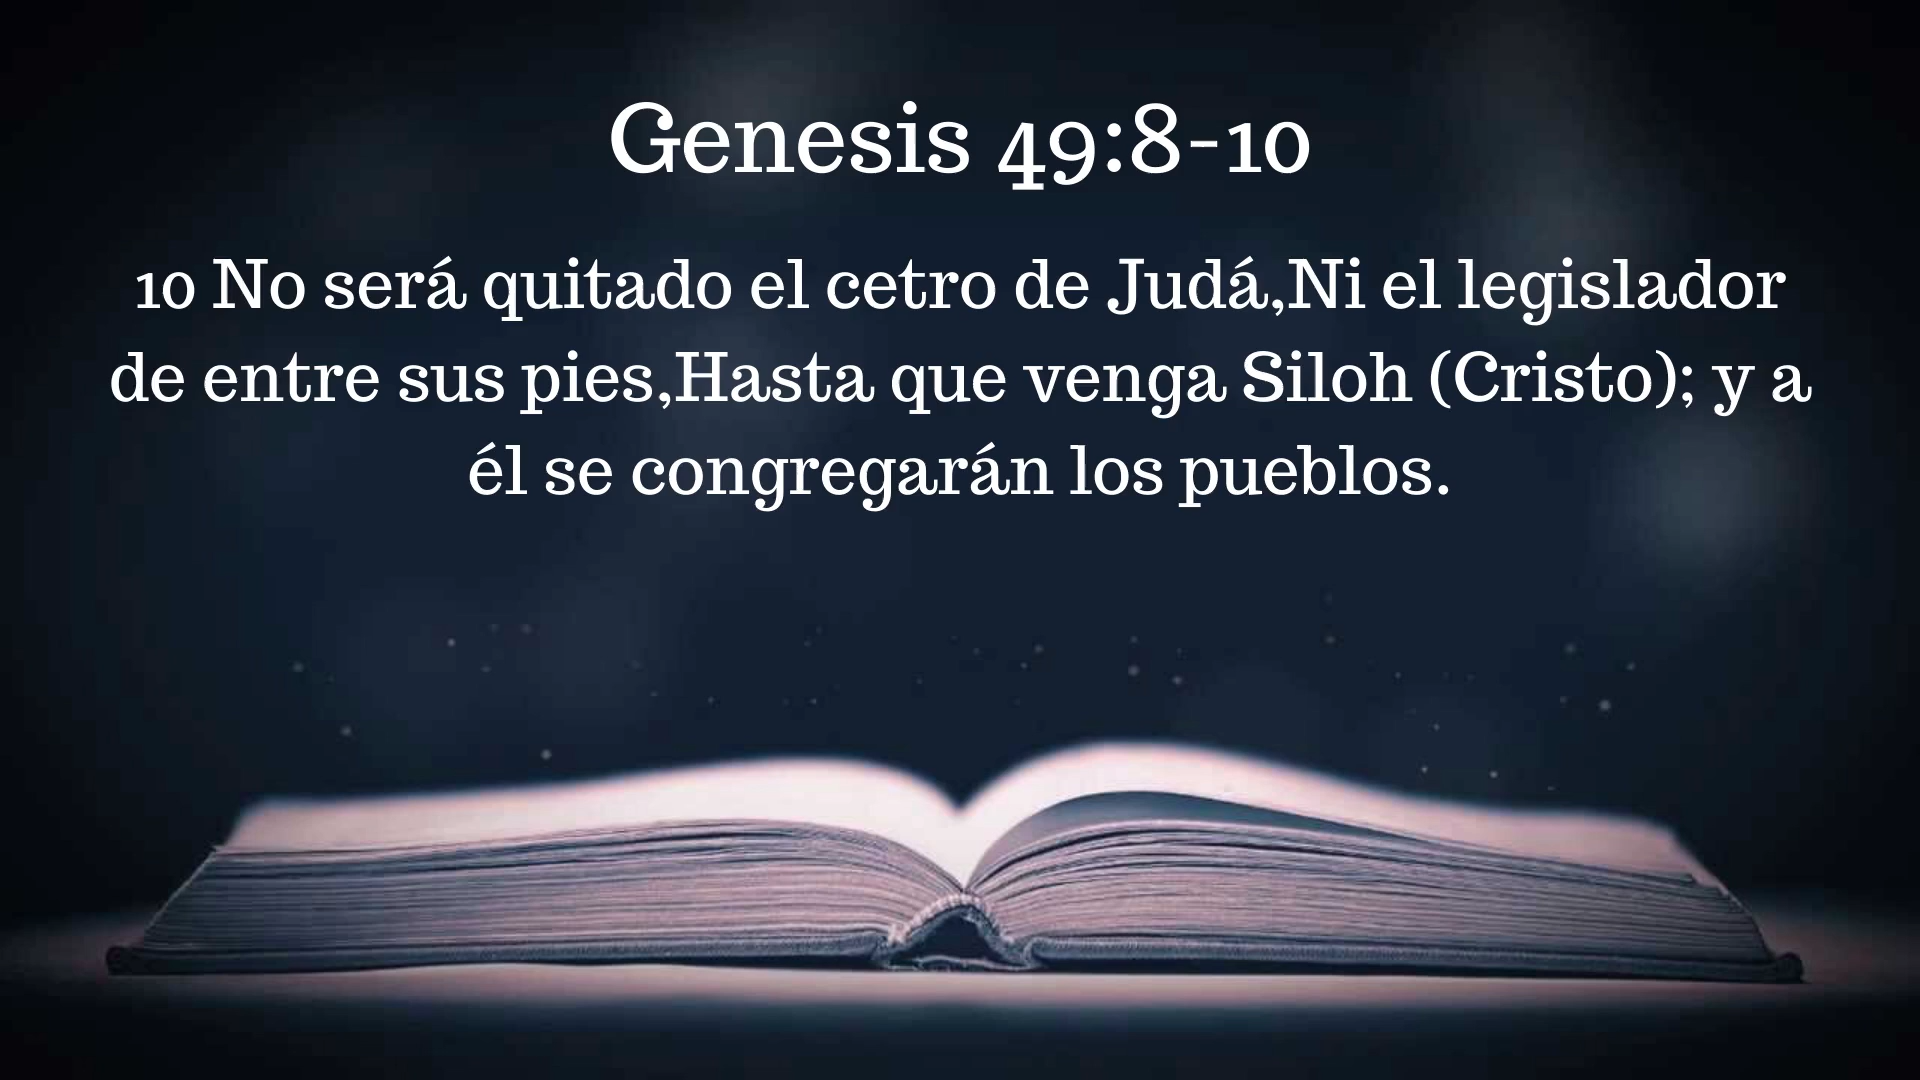 Genesis 49:8-10
10 No será quitado el cetro de Judá,Ni el legislador
de entre sus pies,Hasta que venga Siloh (Cristo); y a
él se congregarán los pueblos.